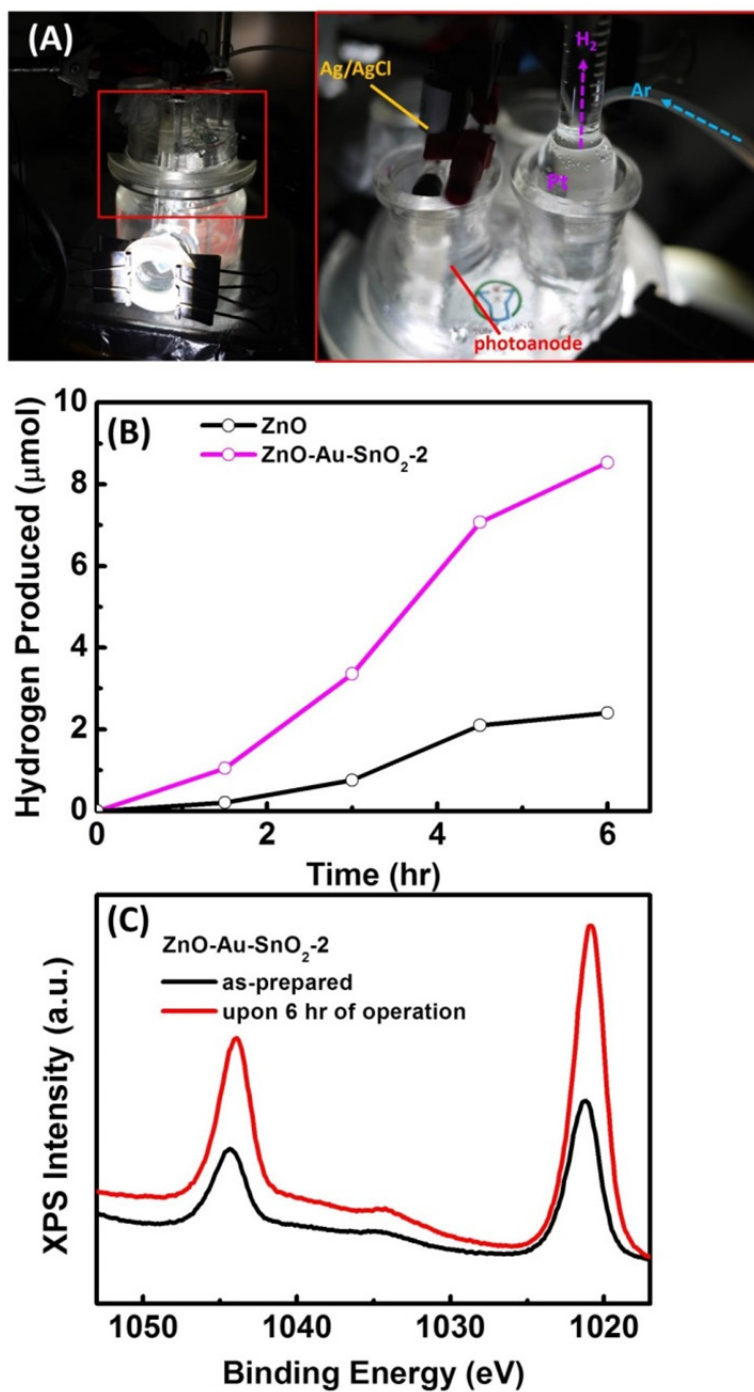 (A)
Ag/AgCl
H₂
Ar
Pt
photoanode
(B)
ZnO
ZnO-Au-SnO₂-2
Hydrogen Produced (μmol)
10
8
6
4
2
0
0 2 4 6
Time (hr)
(C)
ZnO-Au-SnO₂-2
as-prepared
upon 6 hr of operation
XPS Intensity (a.u.)
1050 1040 1030 1020
Binding Energy (eV)